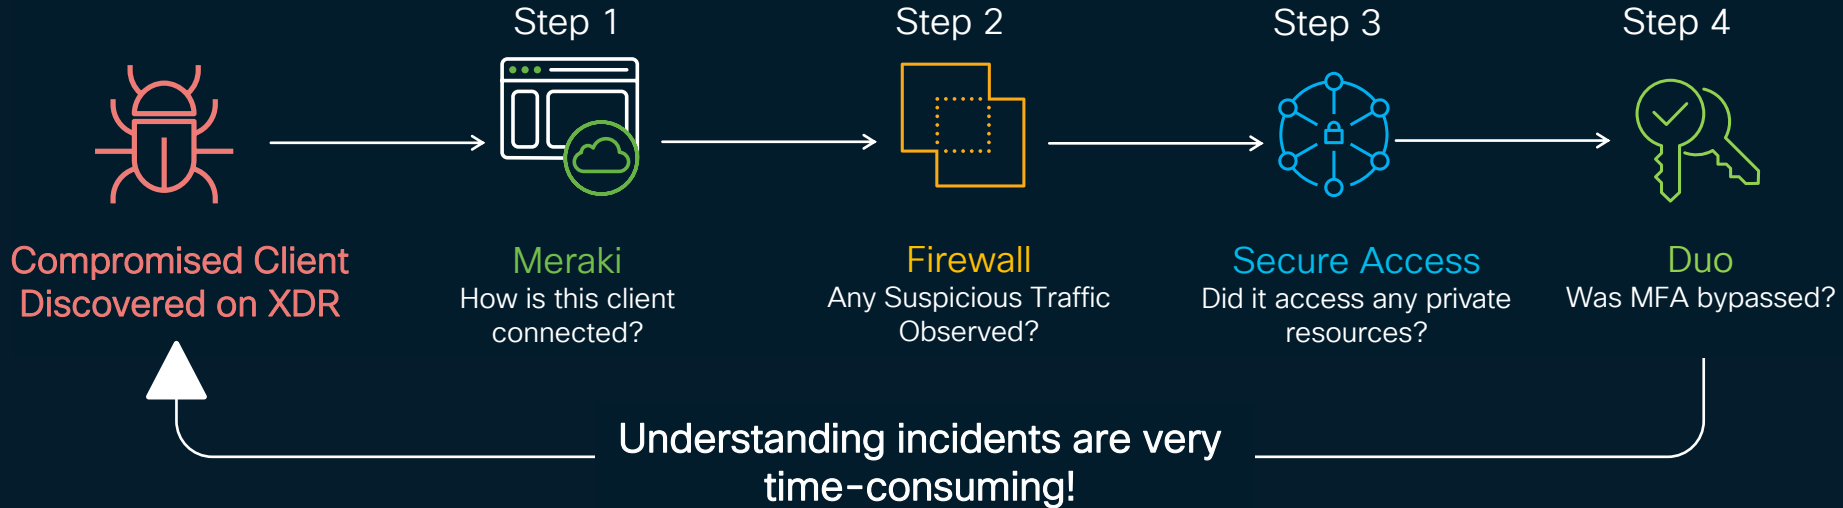 Step 1
Step 2
Step 3
Step 4
Compromised Client
Discovered on XDR
Meraki
How is this client
connected?
Firewall
Any Suspicious Traffic
Observed?
Secure Access
Did it access any private
resources?
Duo
Was MFA bypassed?
Understanding incidents are very
time-consuming!